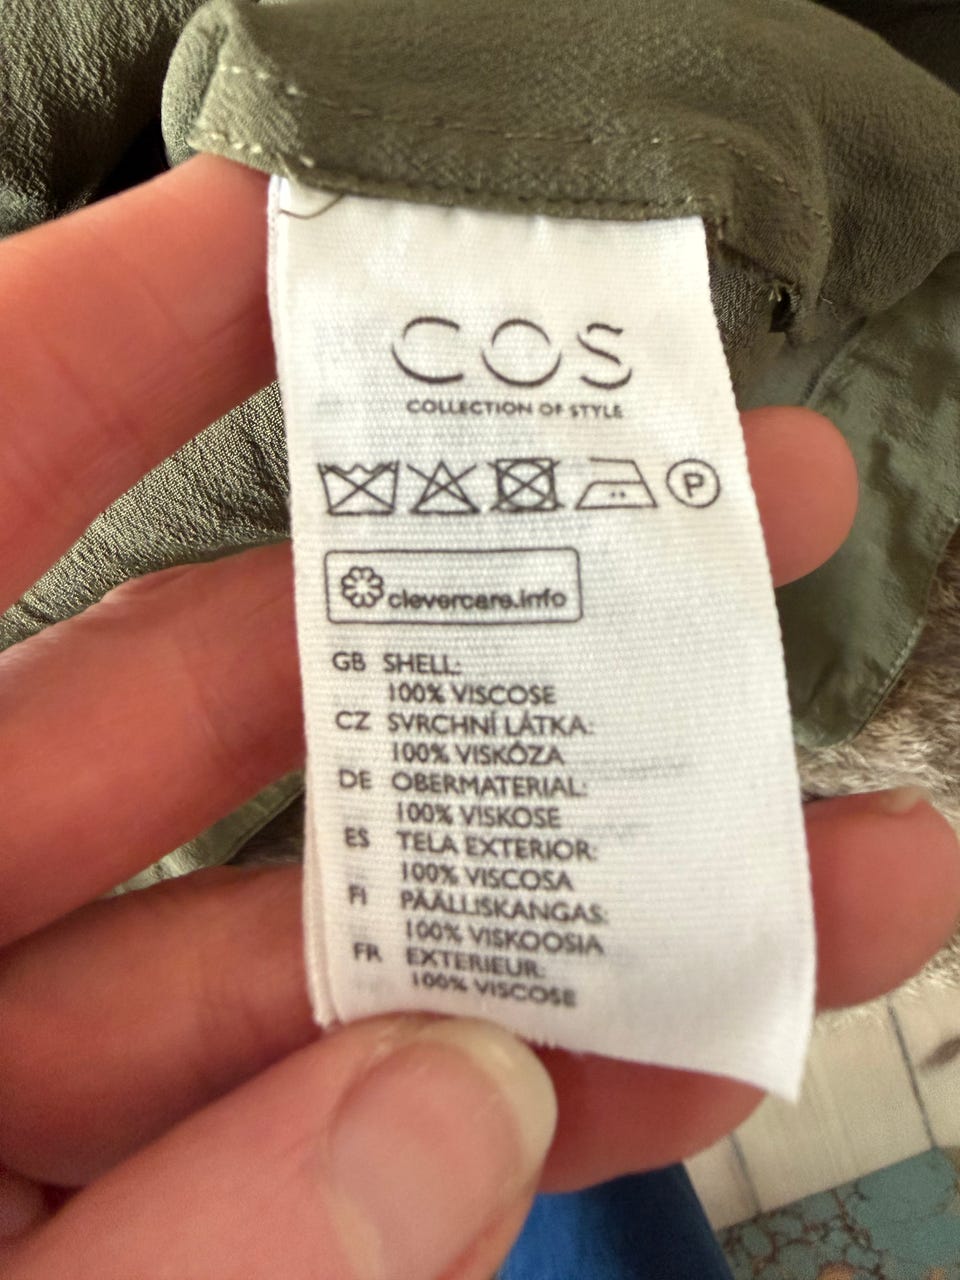 COS
COLLECTION OF STYLE
P
clevercare.info
GB SHELL:
100% VISCOSE
CZ SVRCHNÍ LÁTKA:
100% VISKÓZA
DE OBERMATERIAL:
100% VISKOSE
ES TELA EXTERIOR:
100% VISCOSA
FI PÄÄLLISKANGAS:
100% VISKOOSIA
FR EXTERIEUR:
100% VISCOSE